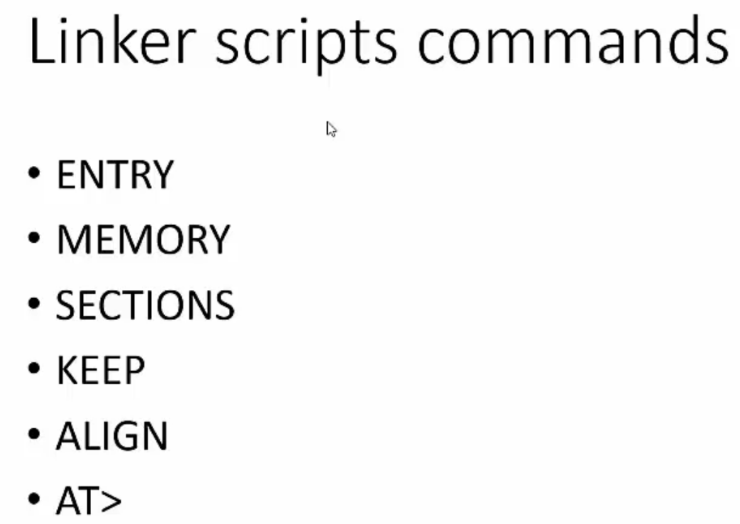 Linker scripts commands
• ENTRY
• MEMORY
• SECTIONS
• KEEP
• ALIGN
• AT>